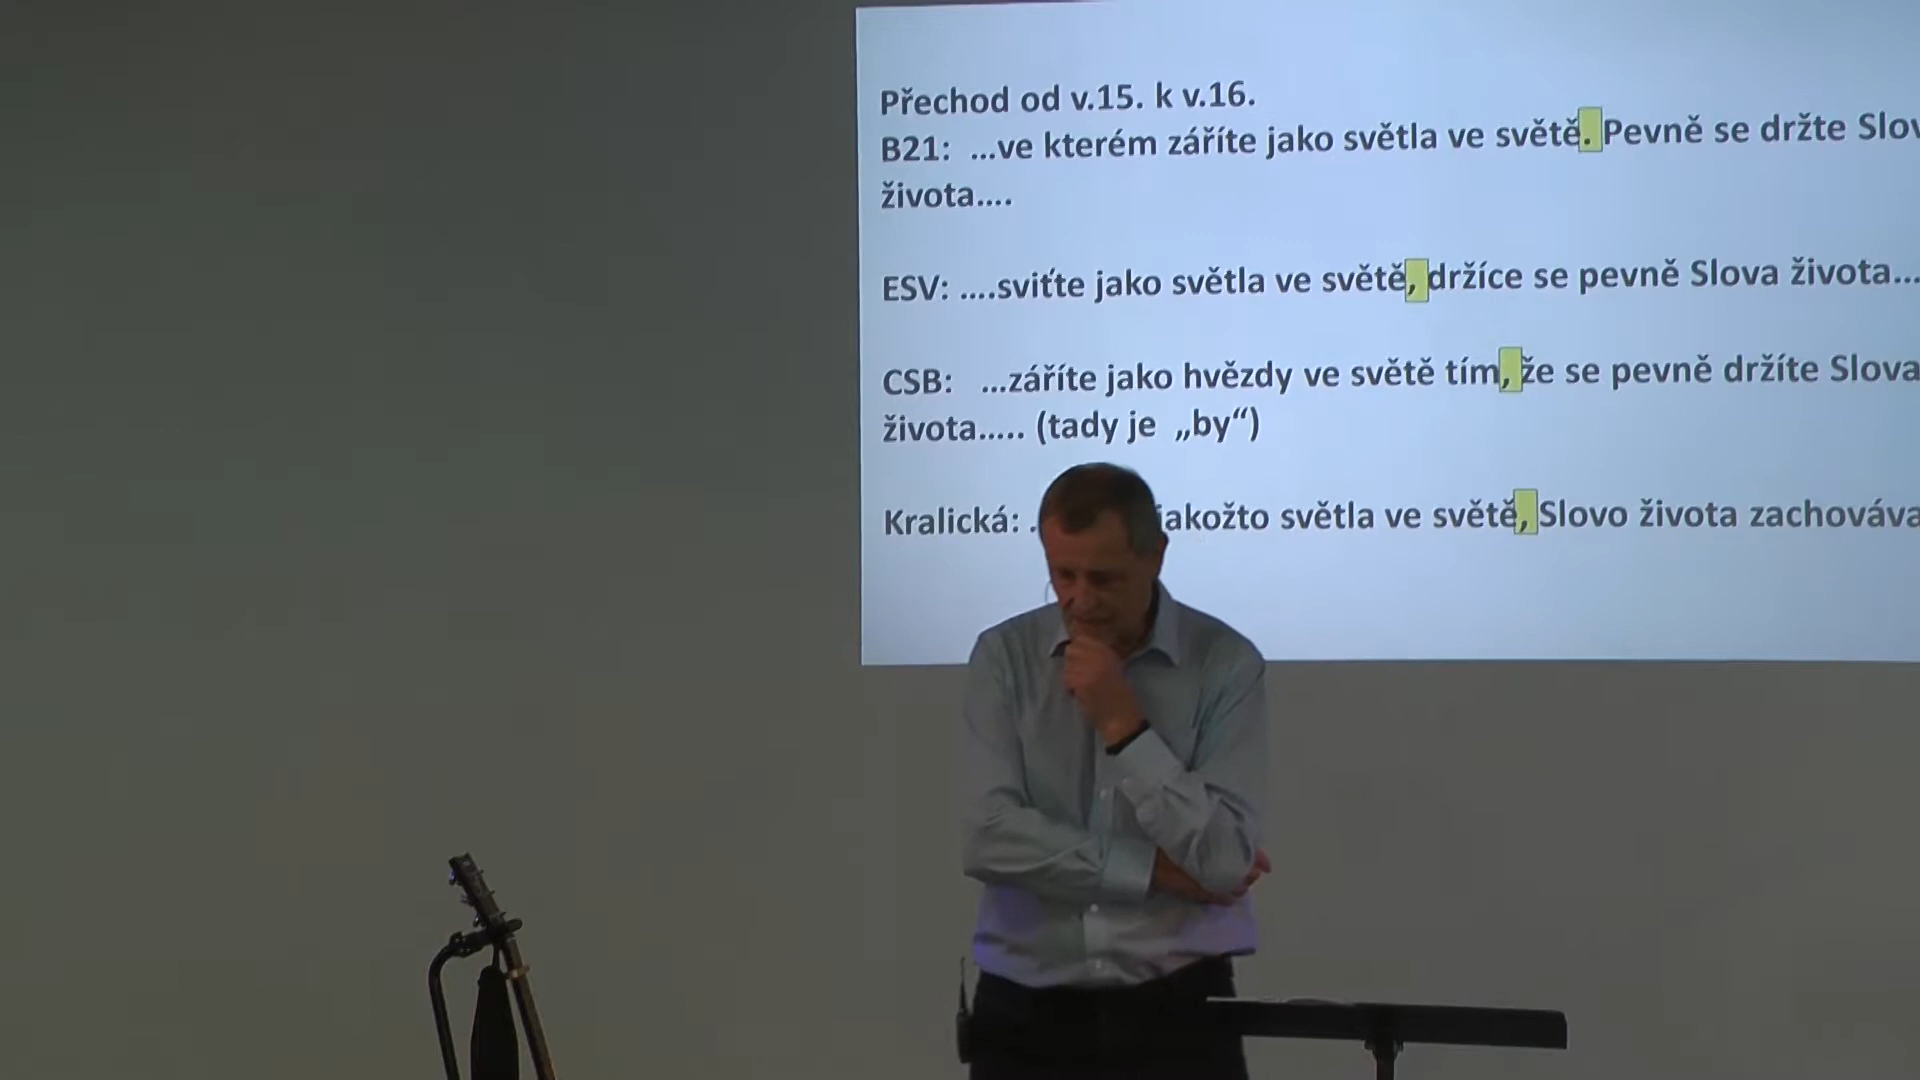 Přechod od v.15. k v.16.
B21: ...ve kterém záříte jako světla ve světě. Pevně se držte
života....
ESV: ....sviťte jako světla ve světě, držíce se pevně Slova života...
CSB: ...záříte jako hvězdy ve světě tím, že se pevně držíte Slova
života..... (tady je „by“)
Kralická: . jakožto světla ve světě, Slovo života